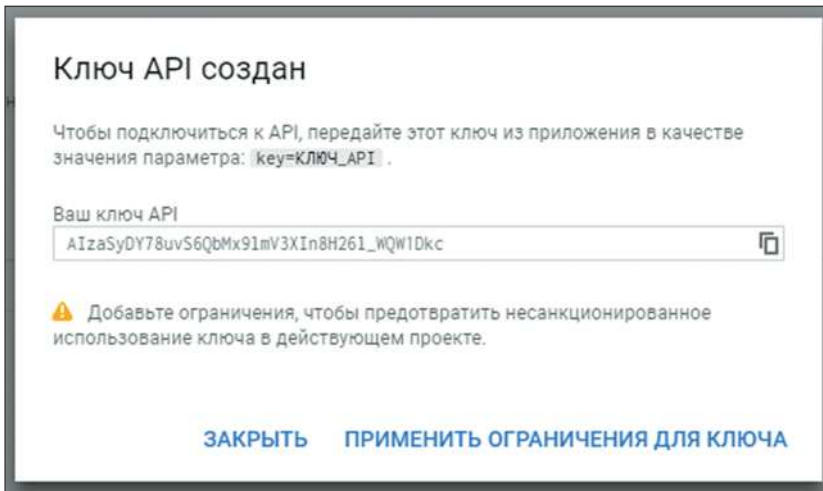 Ключ API создан
Чтобы подключиться к API, передайте этот ключ из приложения в качестве
значения параметра: key=КЛЮЧ_API .
Ваш ключ API
AIzaSyDY78uvS6QbMx9lmV3XIn8H26l_WQW1Dkc
Добавьте ограничения, чтобы предотвратить несанкционированное
использование ключа в действующем проекте.
ЗАКРЫТЬ ПРИМЕНИТЬ ОГРАНИЧЕНИЯ ДЛЯ КЛЮЧА